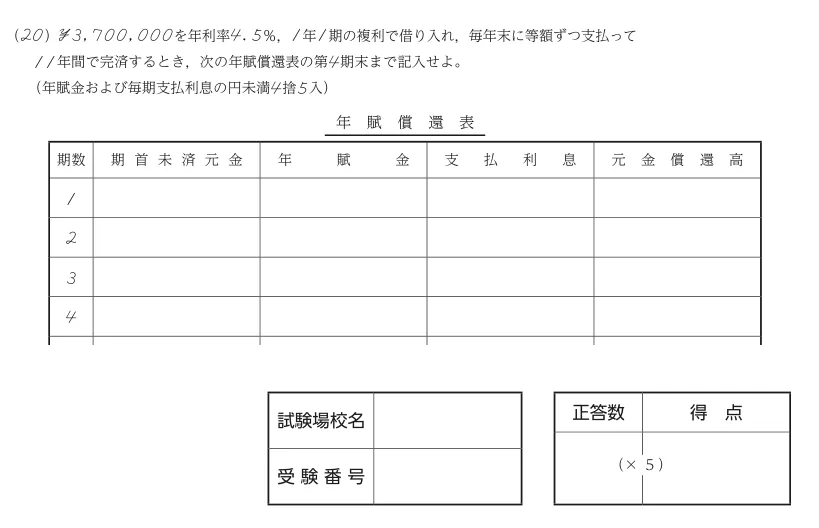 (20) ¥3,700,000を年利率4.5%，1年1期の複利で借り入れ，毎年末に等額ずつ支払って
11年間で完済するとき，次の年賦償還表の第4期末まで記入せよ。
（年賦金および毎期支払利息の円未満4捨5入）
年賦償還表
期数 期首未済元金 年賦金 支払利息 元金償還高
1
2
3
4
試験場校名
受験番号
正答数 得点
(×5)